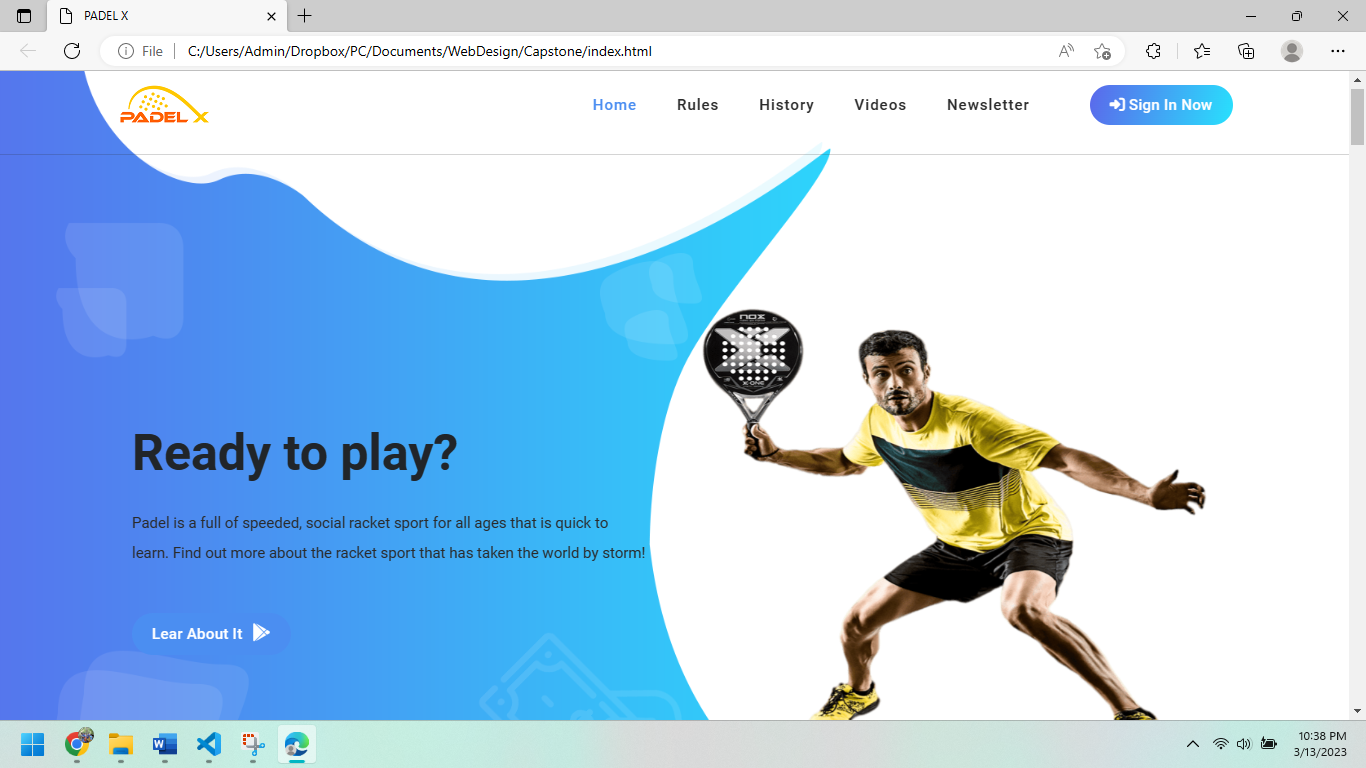 PADEL X
File
C:/Users/Admin/Dropbox/PC/Documents/WebDesign/Capstone/index.html
PADEL X
Home
Rules
History
Videos
Newsletter
Sign In Now
NOX
X-ONE
Ready to play?
Padel is a full of speeded, social racket sport for all ages that is quick to
learn. Find out more about the racket sport that has taken the world by storm!
Lear About It
10:38 PM
3/13/2023